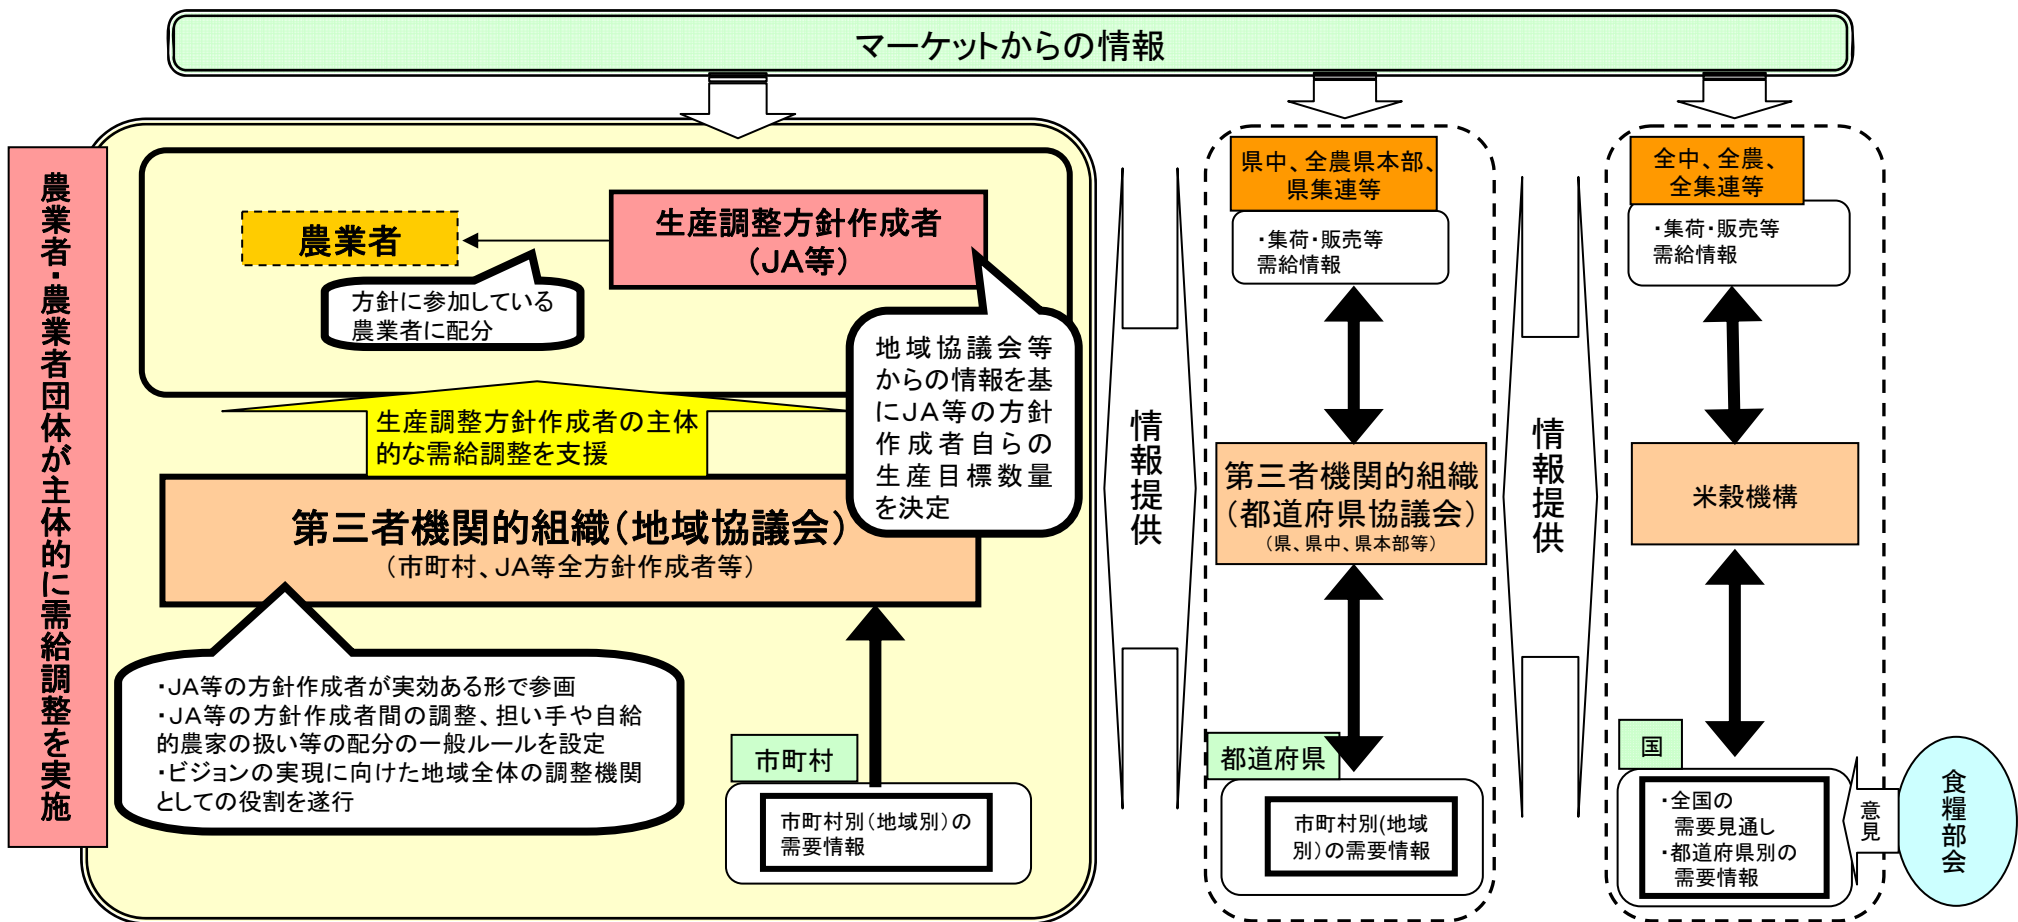 マーケットからの情報
農業者・農業者団体が主体的に需給調整を実施
農業者
生産調整方針作成者
（JA等）
方針に参加している
農業者に配分
地域協議会等
からの情報を基
にJA等の方針
作成者自らの
生産目標数量
を決定
生産調整方針作成者の主体
的な需給調整を支援
第三者機関的組織（地域協議会）
（市町村、JA等全方針作成者等）
・JA等の方針作成者が実効ある形で参画
・JA等の方針作成者間の調整、担い手や自給
的農家の扱い等の配分の一般ルールを設定
・ビジョンの実現に向けた地域全体の調整機関
としての役割を遂行
市町村
市町村別（地域別）の
需要情報
情報提供
県中、全農県本部、
県集連等
・集荷・販売等
需給情報
第三者機関的組織
（都道府県協議会）
（県、県中、県本部等）
都道府県
市町村別(地域
別）の需要情報
情報提供
全中、全農、
全集連等
・集荷・販売等
需給情報
米穀機構
国
・全国の
需要見通し
・都道府県別の
需要情報
意見
食糧部会